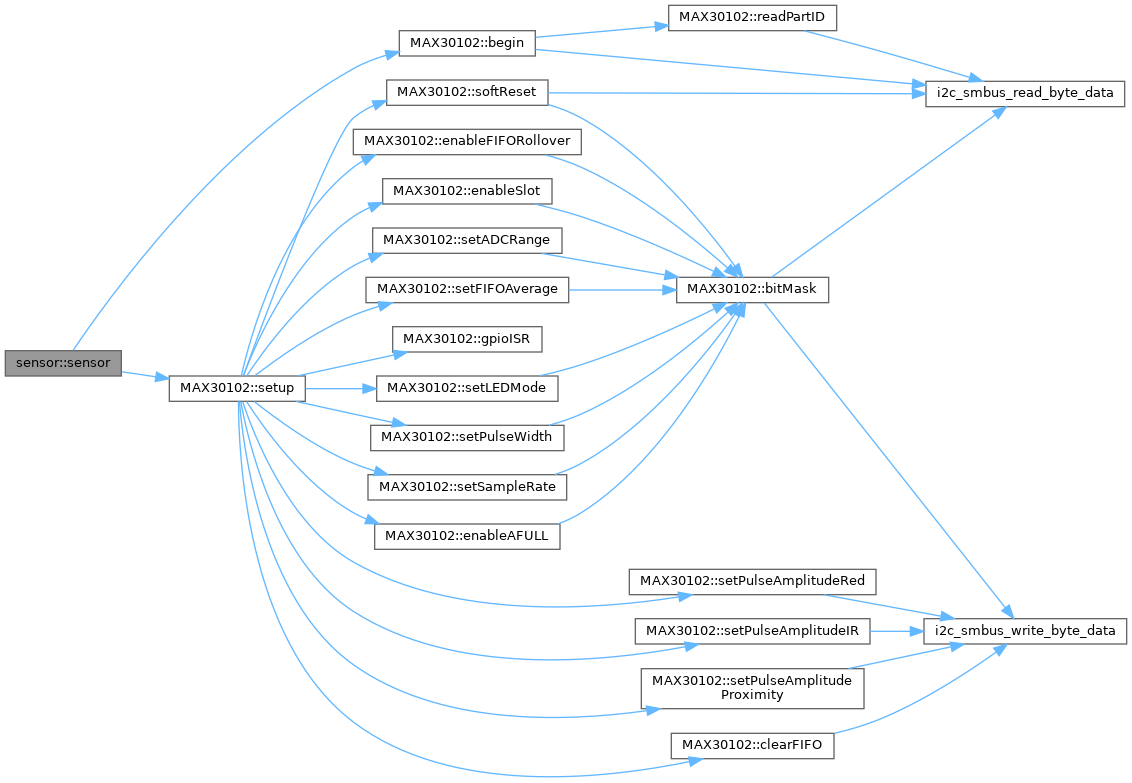 MAX30102::readPartID
MAX30102::begin
i2c_smbus_read_byte_data
MAX30102::softReset
MAX30102::enableFIFORollover
MAX30102::enableSlot
MAX30102::setADCRange
MAX30102::setFIFOAverage
MAX30102::bitMask
MAX30102::gpioISR
sensor::sensor
MAX30102::setup
MAX30102::setLEDMode
MAX30102::setPulseWidth
MAX30102::setSampleRate
MAX30102::enableAFULL
MAX30102::setPulseAmplitudeRed
MAX30102::setPulseAmplitudeIR
i2c_smbus_write_byte_data
MAX30102::setPulseAmplitude
Proximity
MAX30102::clearFIFO